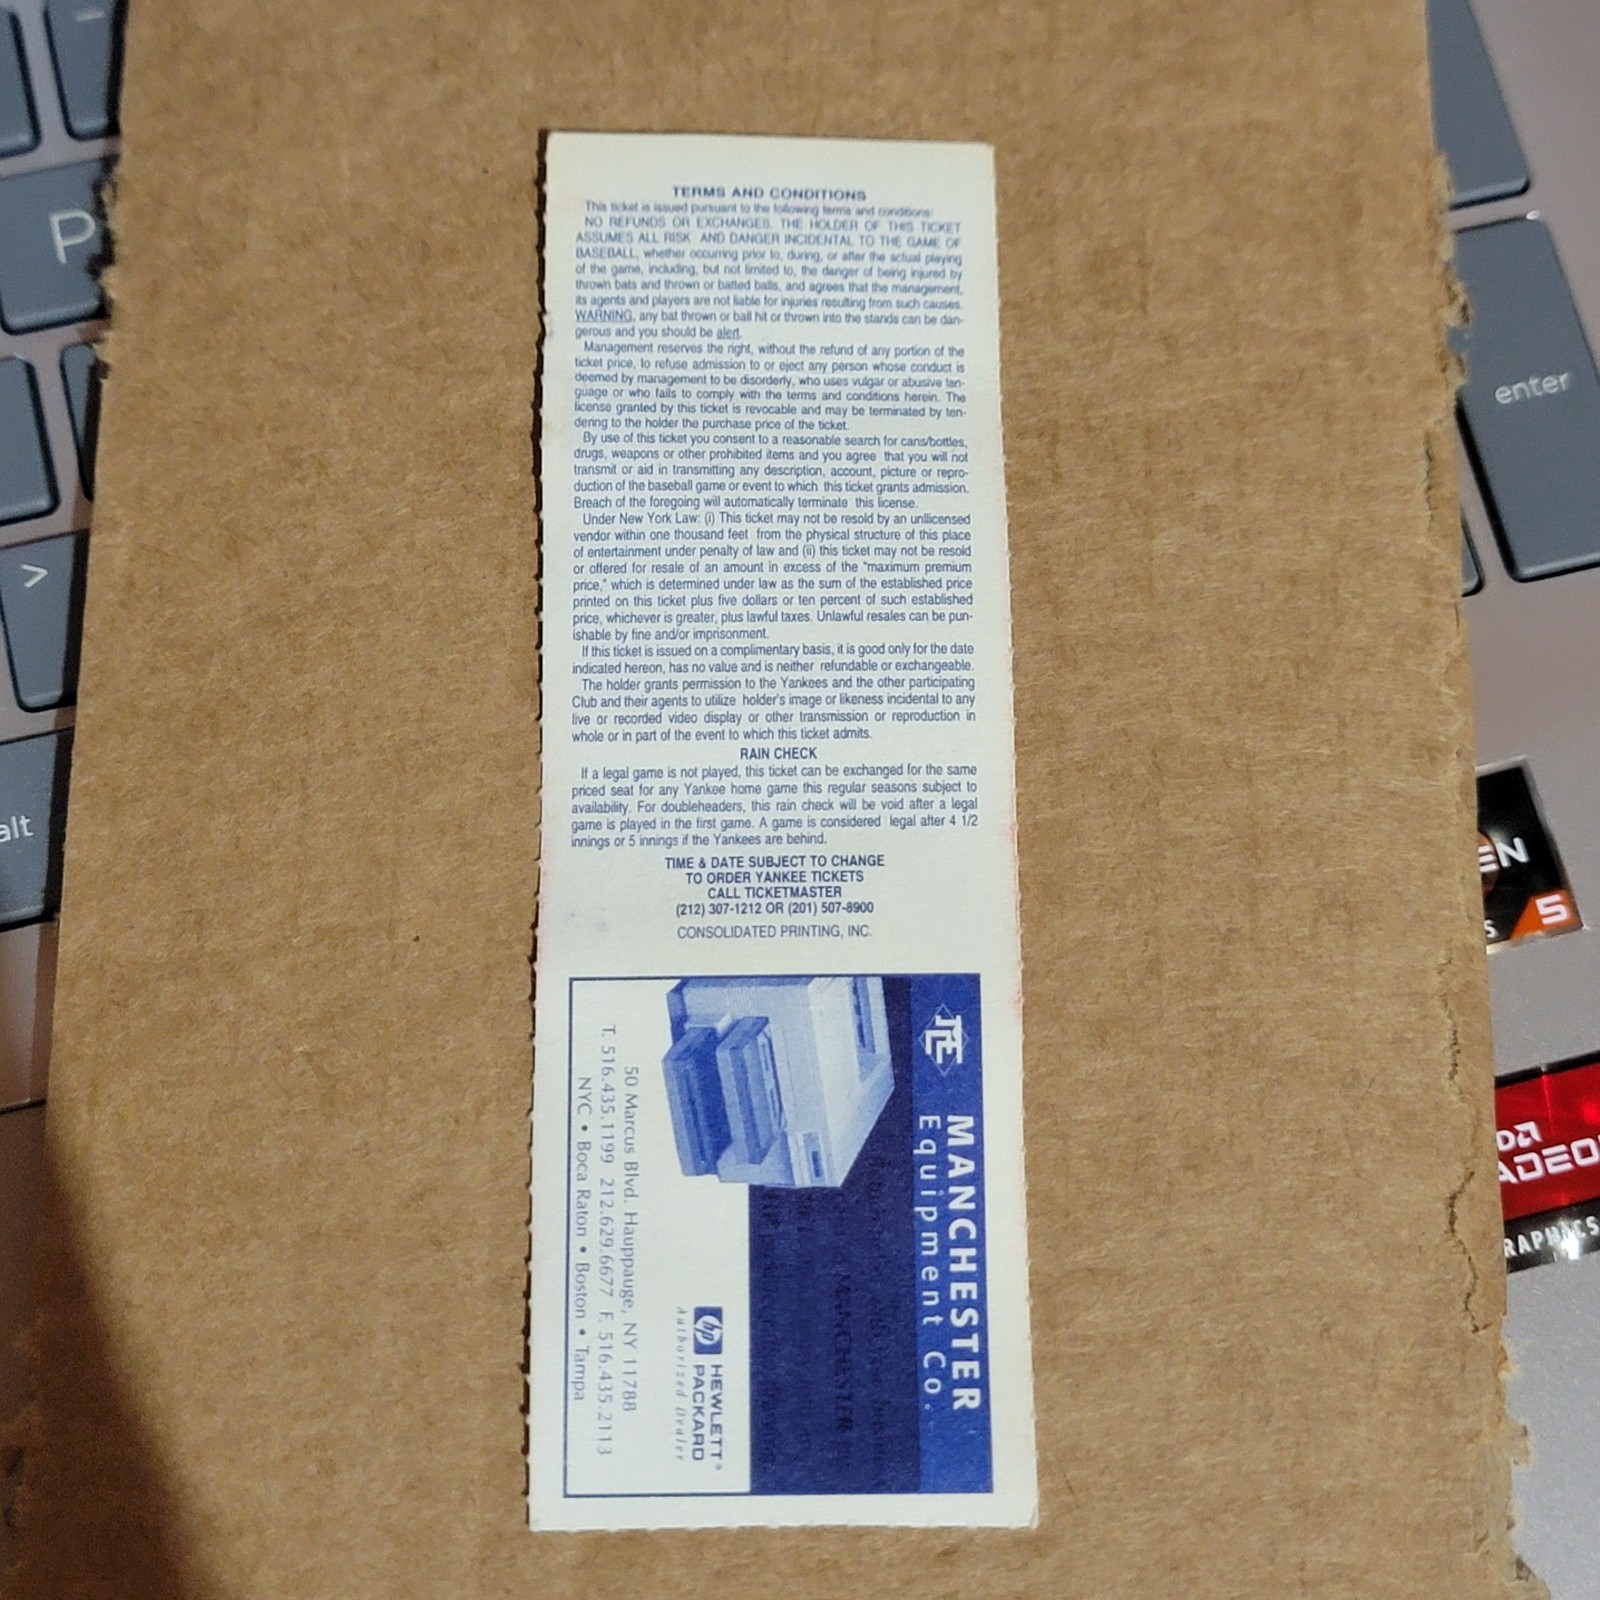 P
enter
>
alt
TERMS AND CONDITIONS
This ticket is issued pursuant to the following terms and conditions:
NO REFUNDS OR EXCHANGES. THE HOLDER OF THIS TICKET
ASSUMES ALL RISK AND DANGER INCIDENTAL TO THE GAME OF
BASEBALL, whether occurring prior to, during, or after the actual playing
of the game, including, but not limited to, the danger of being injured by
thrown bats and thrown or batted balls, and agrees that the management,
its agents and players are not liable for injuries resulting from such causes.
WARNING, any bat thrown or ball hit or thrown into the stands can be dan-
gerous and you should be alert.
Management reserves the right, without the refund of any portion of the
ticket price, to refuse admission to or eject any person whose conduct is
deemed by management to be disorderly, who uses vulgar or abusive lan-
guage or who fails to comply with the terms and conditions herein. The
license granted by this ticket is revocable and may be terminated by ten-
dering to the holder the purchase price of the ticket.
By use of this ticket you consent to a reasonable search for cans/bottles,
drugs, weapons or other prohibited items and you agree that you will not
transmit or aid in transmitting any description, account, picture or repro-
duction of the baseball game or event to which this ticket grants admission.
Breach of the foregoing will automatically terminate this license.
Under New York Law: (i) This ticket may not be resold by an unllicensed
vendor within one thousand feet from the physical structure of this place
of entertainment under penalty of law and (ii) this ticket may not be resold
or offered for resale of an amount in excess of the "maximum premium
price," which is determined under law as the sum of the established price
printed on this ticket plus five dollars or ten percent of such established
price, whichever is greater, plus lawful taxes. Unlawful resales can be pun-
ishable by fine and/or imprisonment.
If this ticket is issued on a complimentary basis, it is good only for the date
indicated hereon, has no value and is neither refundable or exchangeable.
The holder grants permission to the Yankees and the other participating
Club and their agents to utilize holder's image or likeness incidental to any
live or recorded video display or other transmission or reproduction in
whole or in part of the event to which this ticket admits.
RAIN CHECK
If a legal game is not played, this ticket can be exchanged for the same
priced seat for any Yankee home game this regular seasons subject to
availability. For doubleheaders, this rain check will be void after a legal
game is played in the first game. A game is considered legal after 4 1/2
innings or 5 innings if the Yankees are behind.
TIME & DATE SUBJECT TO CHANGE
TO ORDER YANKEE TICKETS
CALL TICKETMASTER
(212) 307-1212 OR (201) 507-8900
CONSOLIDATED PRINTING, INC.
MANCHESTER
Equipment Co.
hp HEWLETT®
PACKARD
Authorized Dealer
50 Marcus Blvd. Hauppauge, NY 11788
T. 516.435.1199 212.629.6677 F. 516.435.2113
NYC • Boca Raton • Boston • Tampa
EN
5
S
ADEO
RAPHICS